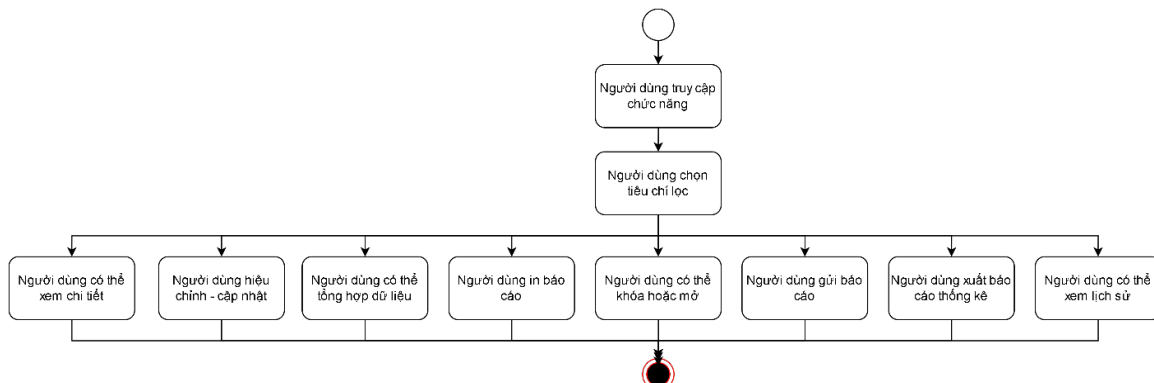 Người dùng truy cập
chức năng
Người dùng chọn
tiêu chí lọc
Người dùng có thể
xem chi tiết
Người dùng hiệu
chỉnh - cập nhật
Người dùng có thể
tổng hợp dữ liệu
Người dùng in báo
cáo
Người dùng có thể
khóa hoặc mở
Người dùng gửi báo
cáo
Người dùng xuất báo
cáo thống kê
Người dùng có thể
xem lịch sử